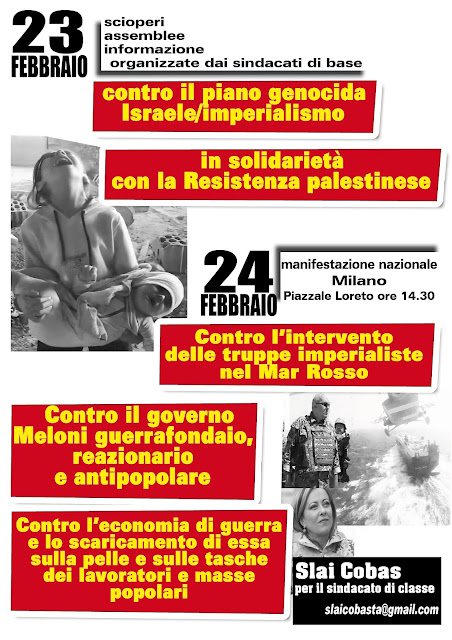 23
FEBBRAIO
scioperi
assemblee
informazione
organizzate dai sindacati di base
contro il piano genocida
Israele/imperialismo
in solidarietà
con la Resistenza palestinese
24
FEBBRAIO
manifestazione nazionale
Milano
Piazzale Loreto ore 14.30
Contro l'intervento
delle truppe imperialiste
nel Mar Rosso
Contro il governo
Meloni guerrafondaio,
reazionario
e antipopolare
Contro l'economia di guerra
e lo scaricamento di essa
sulla pelle e sulle tasche
dei lavoratori e masse
popolari
Slai Cobas
per il sindacato di classe
slaicobasta@gmail.com